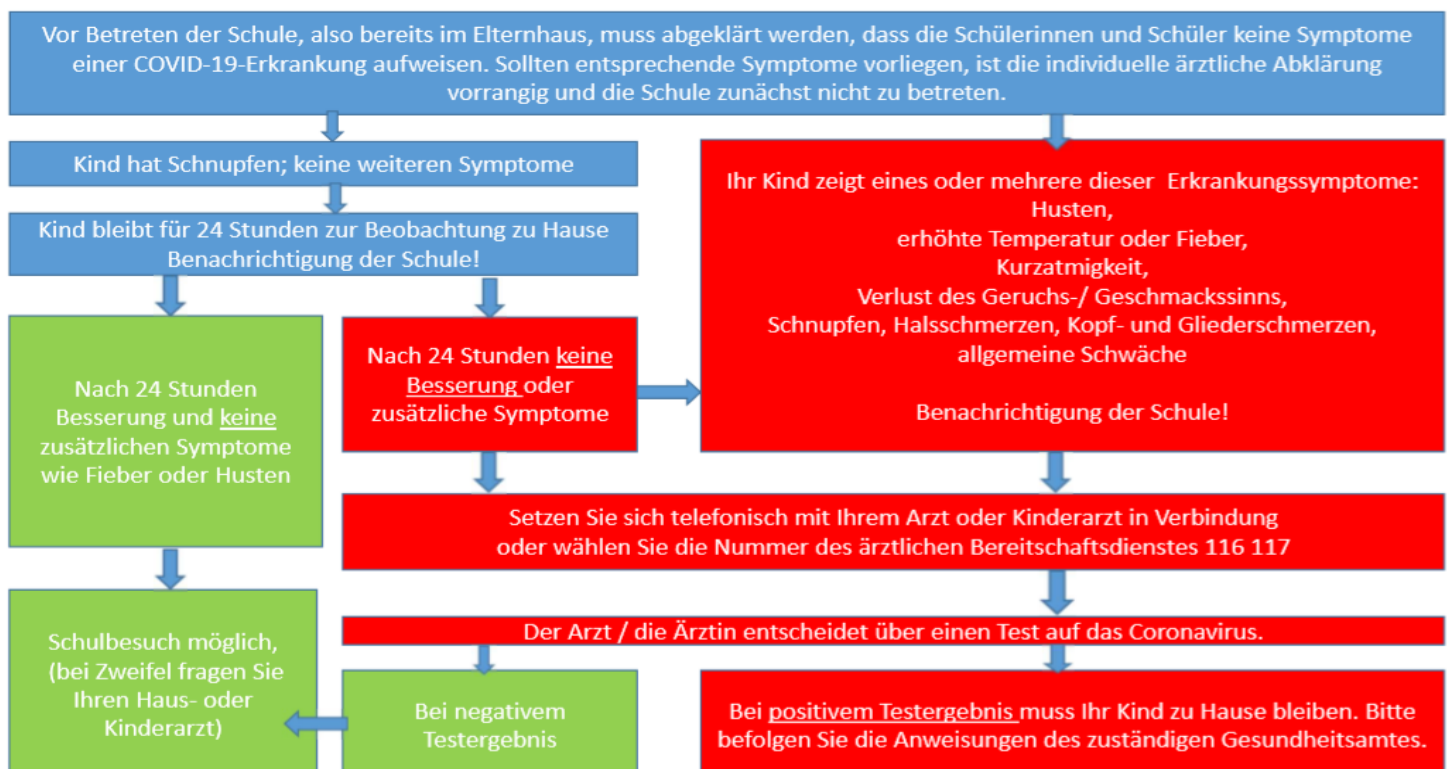 Vor Betreten der Schule, also bereits im Elternhaus, muss abgeklärt werden, dass die Schülerinnen und Schüler keine Symptome
einer COVID-19-Erkrankung aufweisen. Sollten entsprechende Symptome vorliegen, ist die individuelle ärztliche Abklärung
vorrangig und die Schule zunächst nicht zu betreten.
Kind hat Schnupfen; keine weiteren Symptome
Kind bleibt für 24 Stunden zur Beobachtung zu Hause
Benachrichtigung der Schule!
Nach 24 Stunden
Besserung und keine
zusätzlichen Symptome
wie Fieber oder Husten
Nach 24 Stunden keine
Besserung oder
zusätzliche Symptome
Ihr Kind zeigt eines oder mehrere dieser Erkrankungssymptome:
Husten,
erhöhte Temperatur oder Fieber,
Kurzatmigkeit,
Verlust des Geruchs-/ Geschmackssinns,
Schnupfen, Halsschmerzen, Kopf- und Gliederschmerzen,
allgemeine Schwäche
Benachrichtigung der Schule!
Setzen Sie sich telefonisch mit Ihrem Arzt oder Kinderarzt in Verbindung
oder wählen Sie die Nummer des ärztlichen Bereitschaftsdienstes 116 117
Der Arzt / die Ärztin entscheidet über einen Test auf das Coronavirus.
Schulbesuch möglich,
(bei Zweifel fragen Sie
Ihren Haus- oder
Kinderarzt)
Bei negativem
Testergebnis
Bei positivem Testergebnis muss Ihr Kind zu Hause bleiben. Bitte
befolgen Sie die Anweisungen des zuständigen Gesundheitsamtes.